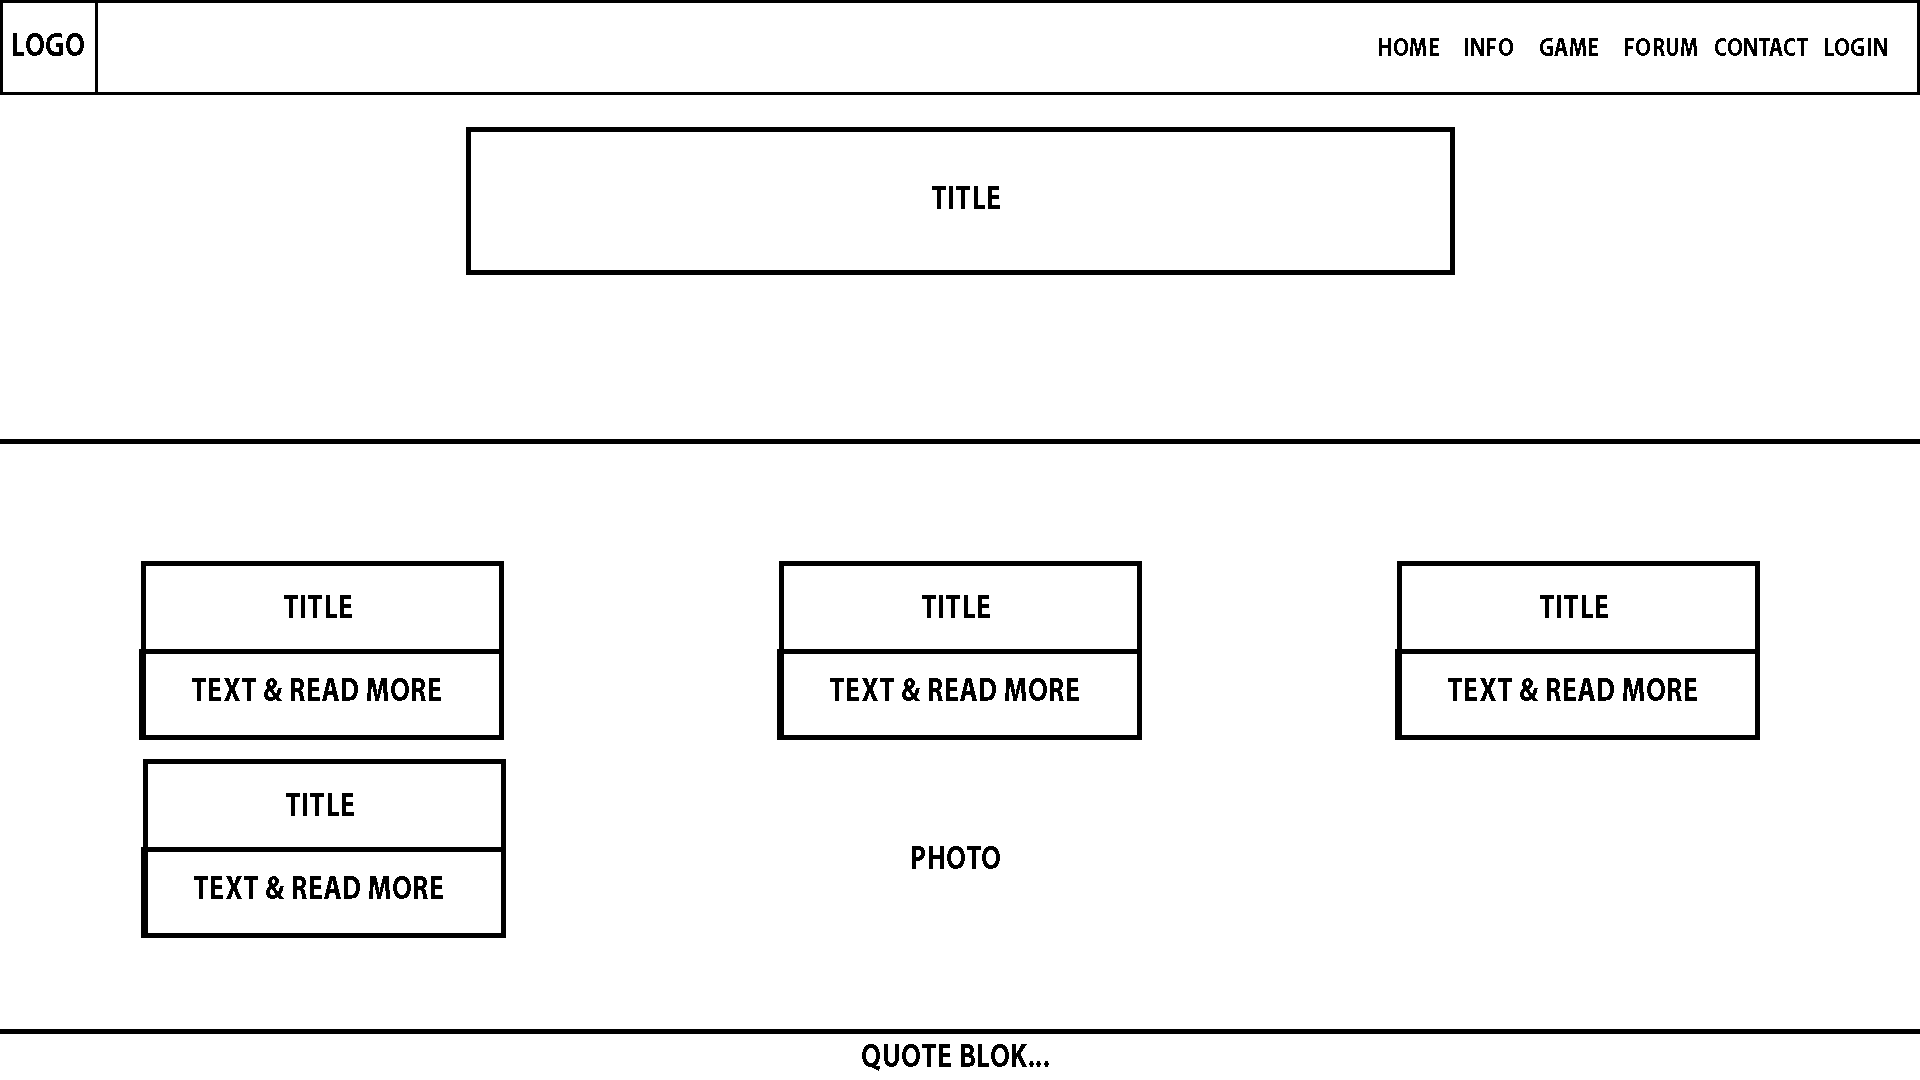 LOGO
HOME INFO GAME FORUM CONTACT LOGIN
TITLE
TITLE TITLE TITLE
TEXT & READ MORE TEXT & READ MORE TEXT & READ MORE
TITLE
TEXT & READ MORE
PHOTO
QUOTE BLOK...